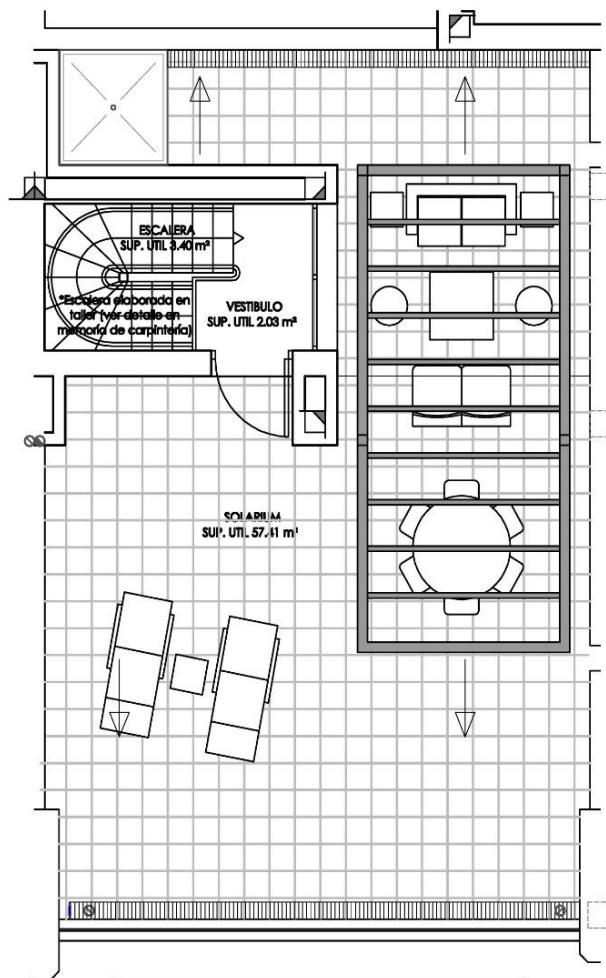 ESCALERA
SUP. UTIL 3.40 m²
*Escalera elaborada en
taller (ver detalle en
memoria de carpintería)
VESTIBULO
SUP. UTIL 2.03 m²
SOLARIUM
SUP. UTIL 57.41 m²